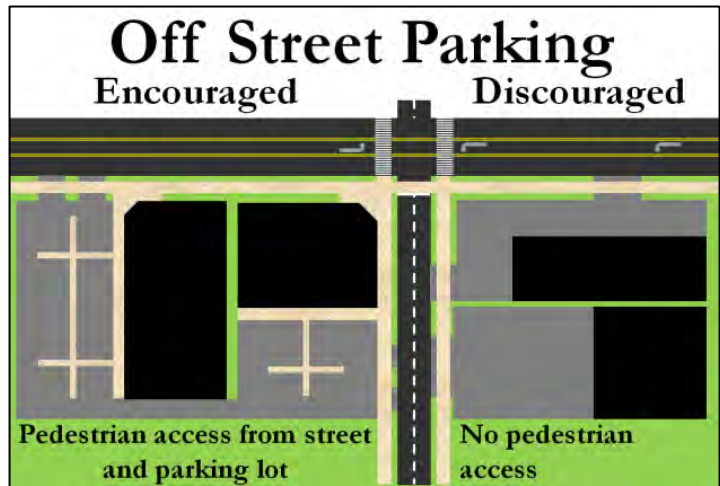 Off Street Parking
Encouraged
Discouraged
Pedestrian access from street
and parking lot
No pedestrian
access